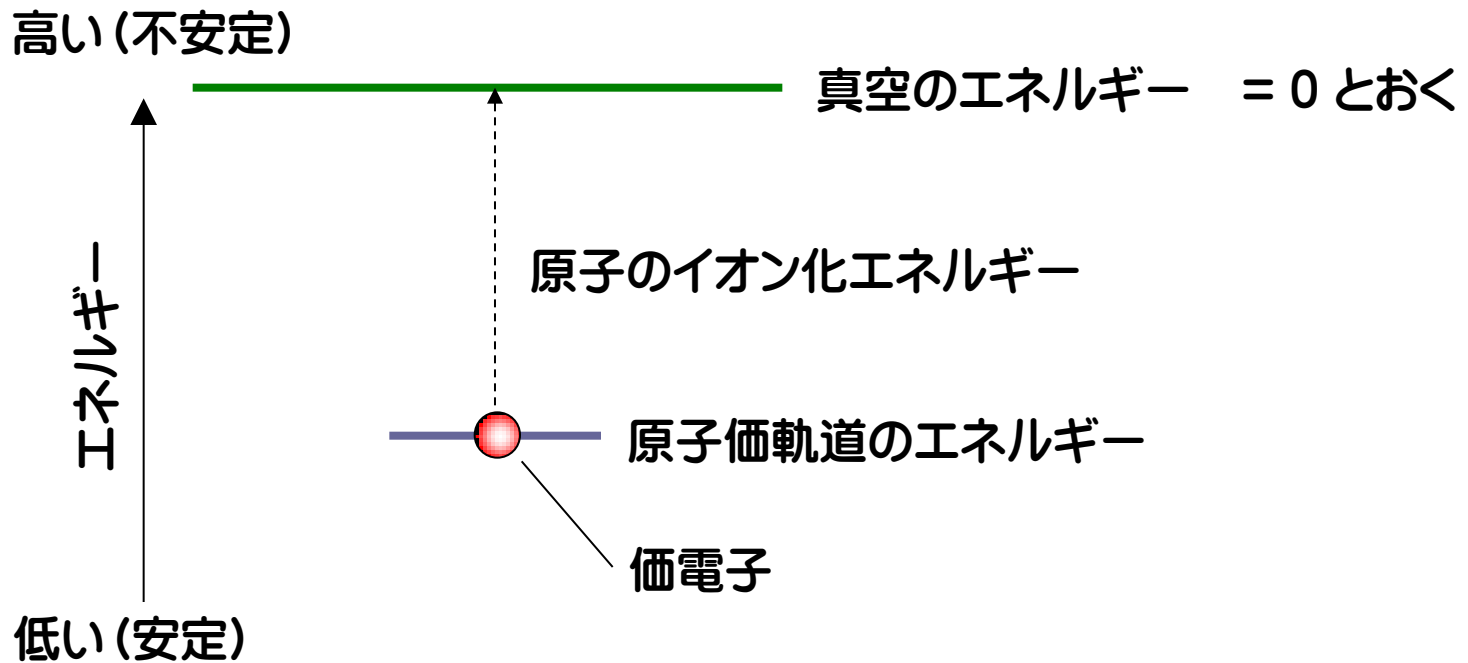 高い（不安定）
真空のエネルギー　= 0 とおく
原子のイオン化エネルギー
エネルギー
原子価軌道のエネルギー
価電子
低い（安定）